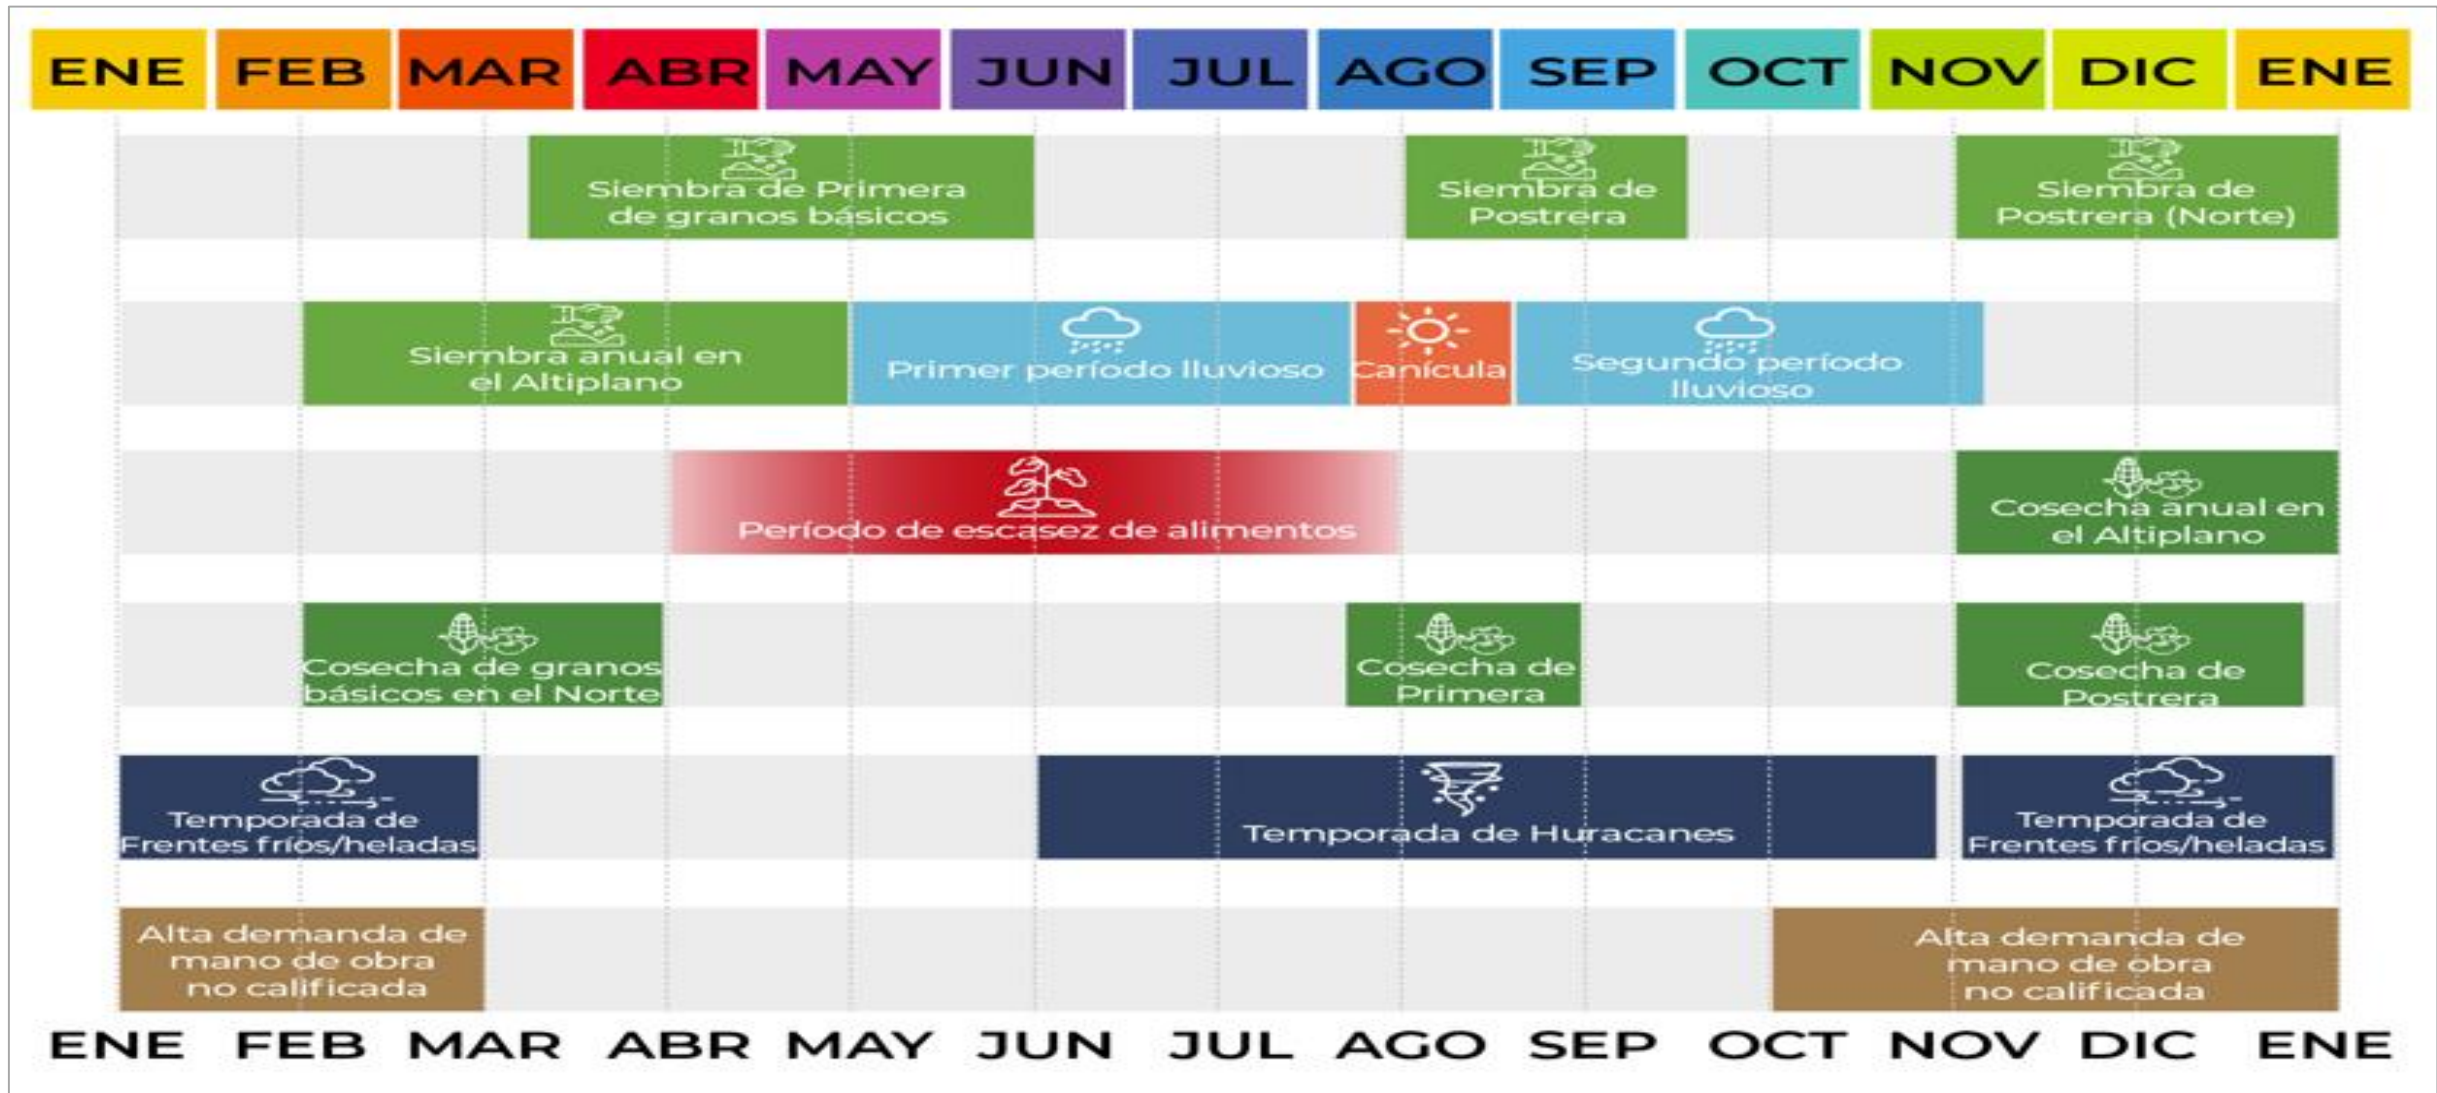 ENE FEB MAR ABR MAY JUN JUL AGO SEP OCT NOV DIC ENE
Siembra de Primera
de granos básicos
Siembra de
Postrera
Siembra de
Postrera (Norte)
Siembra anual en
el Altiplano
Primer período lluvioso
Canícula
Segundo período
lluvioso
Período de escasez de alimentos
Cosecha anual en
el Altiplano
Cosecha de granos
básicos en el Norte
Cosecha de
Primera
Cosecha de
Postrera
Temporada de
Frentes fríos/heladas
Temporada de Huracanes
Temporada de
Frentes fríos/heladas
Alta demanda de
mano de obra
no calificada
Alta demanda de
mano de obra
no calificada
ENE FEB MAR ABR MAY JUN JUL AGO SEP OCT NOV DIC ENE